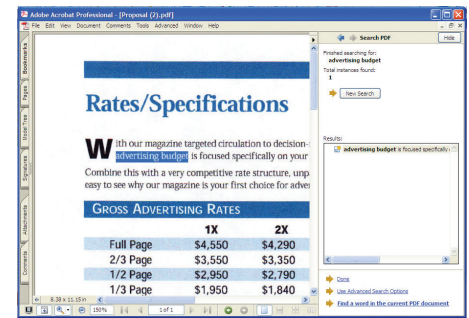 Adobe Acrobat Professional - [Proposal (2).pdf]
File Edit View Document Comments Tools Advanced Window Help
Search PDF
Hide
Finished searching for:
advertising budget
Total instances found:
1
New Search
Results:
advertising budget is focused specifically
Done
Use Advanced Search Options
Find a word in the current PDF document
Bookmarks
Pages
Model Tree
Signatures
Attachments
Comments
Rates/Specifications
With our magazine targeted circulation to decision-
advertising budget is focused specifically on your
Combine this with a very competitive rate structure, unp
easy to see why our magazine is your first choice for adver
GROSS ADVERTISING RATES
1X 2X
Full Page $4,550 $4,290
2/3 Page $3,550 $3,350
1/2 Page $2,950 $2,790
1/3 Page $1,950 $1,840
8.38 x 11.15 in
150%
1 of 1